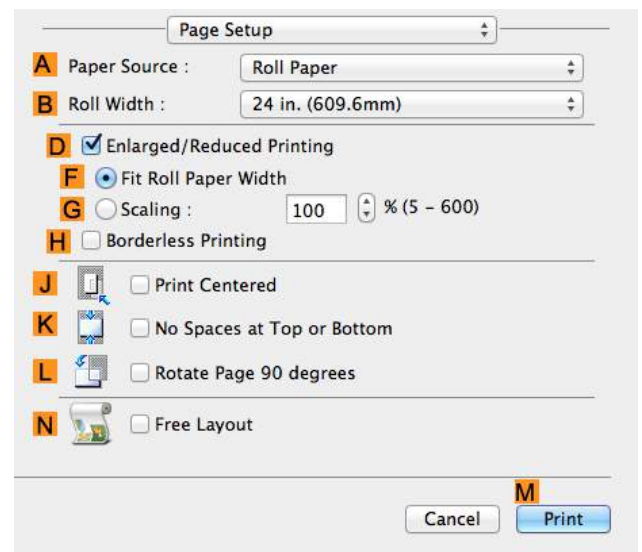 Page Setup
A Paper Source : Roll Paper
B Roll Width : 24 in. (609.6mm)
D Enlarged/Reduced Printing
F Fit Roll Paper Width
G Scaling : 100 % (5 - 600)
H Borderless Printing
J Print Centered
K No Spaces at Top or Bottom
L Rotate Page 90 degrees
N Free Layout
M
Cancel Print